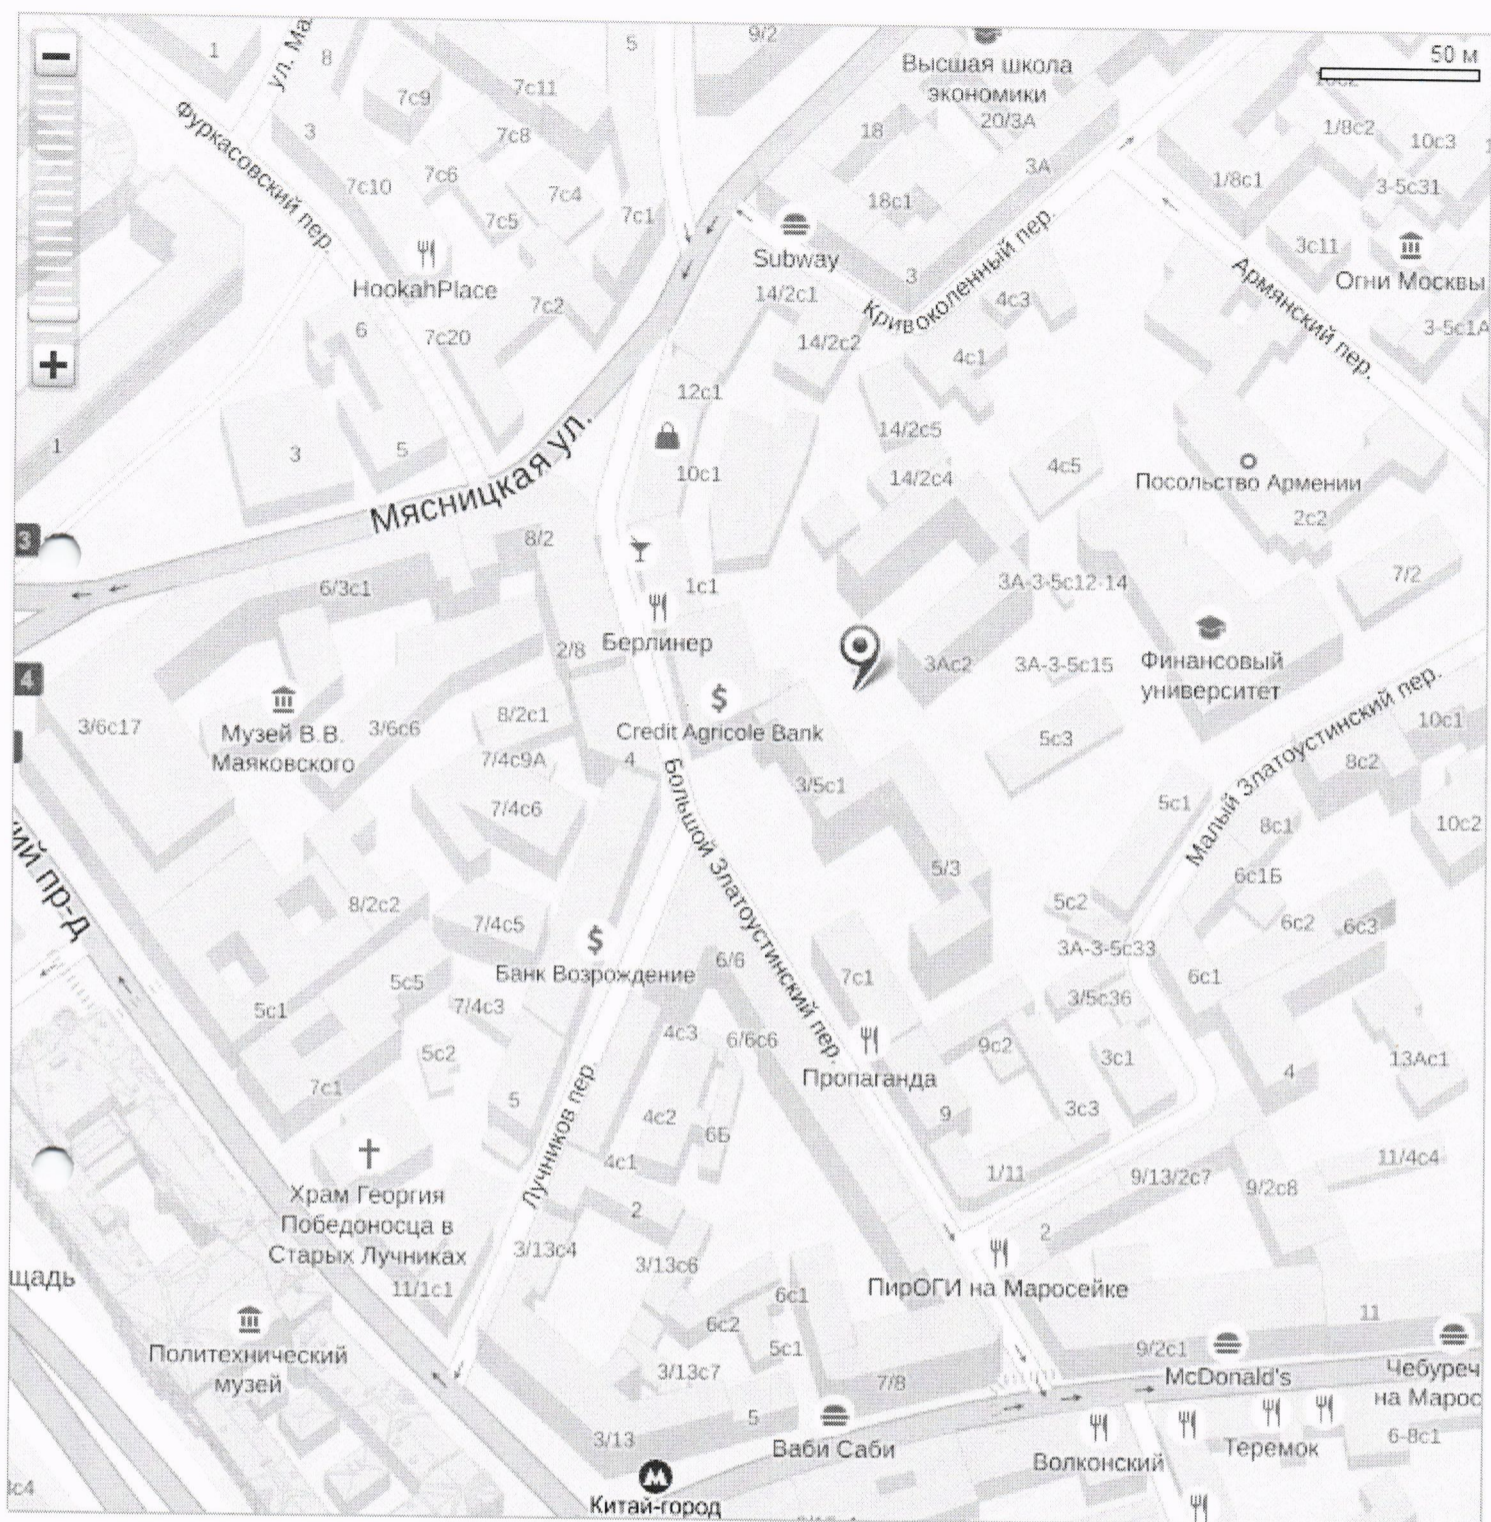 50 м
1
ул. Ма
8
5
9/2
Высшая школа
экономики
20/3А
7с9
7с11
3
7с8
18
1/8с2
10с3
Фуркасовский пер.
7с10
7с6
7с4
7с5
7с1
18с1
3А
1/8с1
3-5с31
HookahPlace
Subway
3
3с11
Огни Москвы
6
7с20
7с2
14/2с1
14/2с2
Кривоколенный пер.
4с3
4с1
Армянский пер.
3-5с1А
1
3
5
Мясницкая ул.
12с1
10с1
14/2с5
14/2с4
4с5
Посольство Армении
2с2
3
8/2
6/3с1
1с1
3А-3-5с12-14
7/2
Берлинер
2/8
4
3Ас2
3А-3-5с15
Финансовый
университет
3/6с17
Музей В.В.
Маяковского
3/6с6
8/2с1
Credit Agricole Bank
5с3
Малый Златоустинский пер.
10с1
8с2
7/4с9А
4
7/4с6
3/5с1
5с1
8с1
10с2
кий пр-д
Большой Златоустинский пер.
5/3
6с1Б
8/2с2
7/4с5
5с2
6с2
6с3
3А-3-5с33
Банк Возрождение
6/6
7с1
6с1
5с5
5с1
7/4с3
3/5с36
4с3
6/6с6
9с2
3с1
13Ас1
5с2
7с1
5
Пропаганда
4
9
3с3
4с2
6Б
Лучников пер.
4с1
1/11
9/13/2с7
9/2с8
11/4с4
Храм Георгия
Победоносца в
Старых Лучниках
11/1с1
2
3/13с4
3/13с6
2
ПирОГИ на Маросейке
щадь
6с1
6с2
11
Политехнический
музей
5с1
9/2с1
McDonald's
Чебуреч
на Марос
3/13с7
7/8
5
Ваби Саби
3/13
Волконский
Теремок
6-8с1
Китай-город